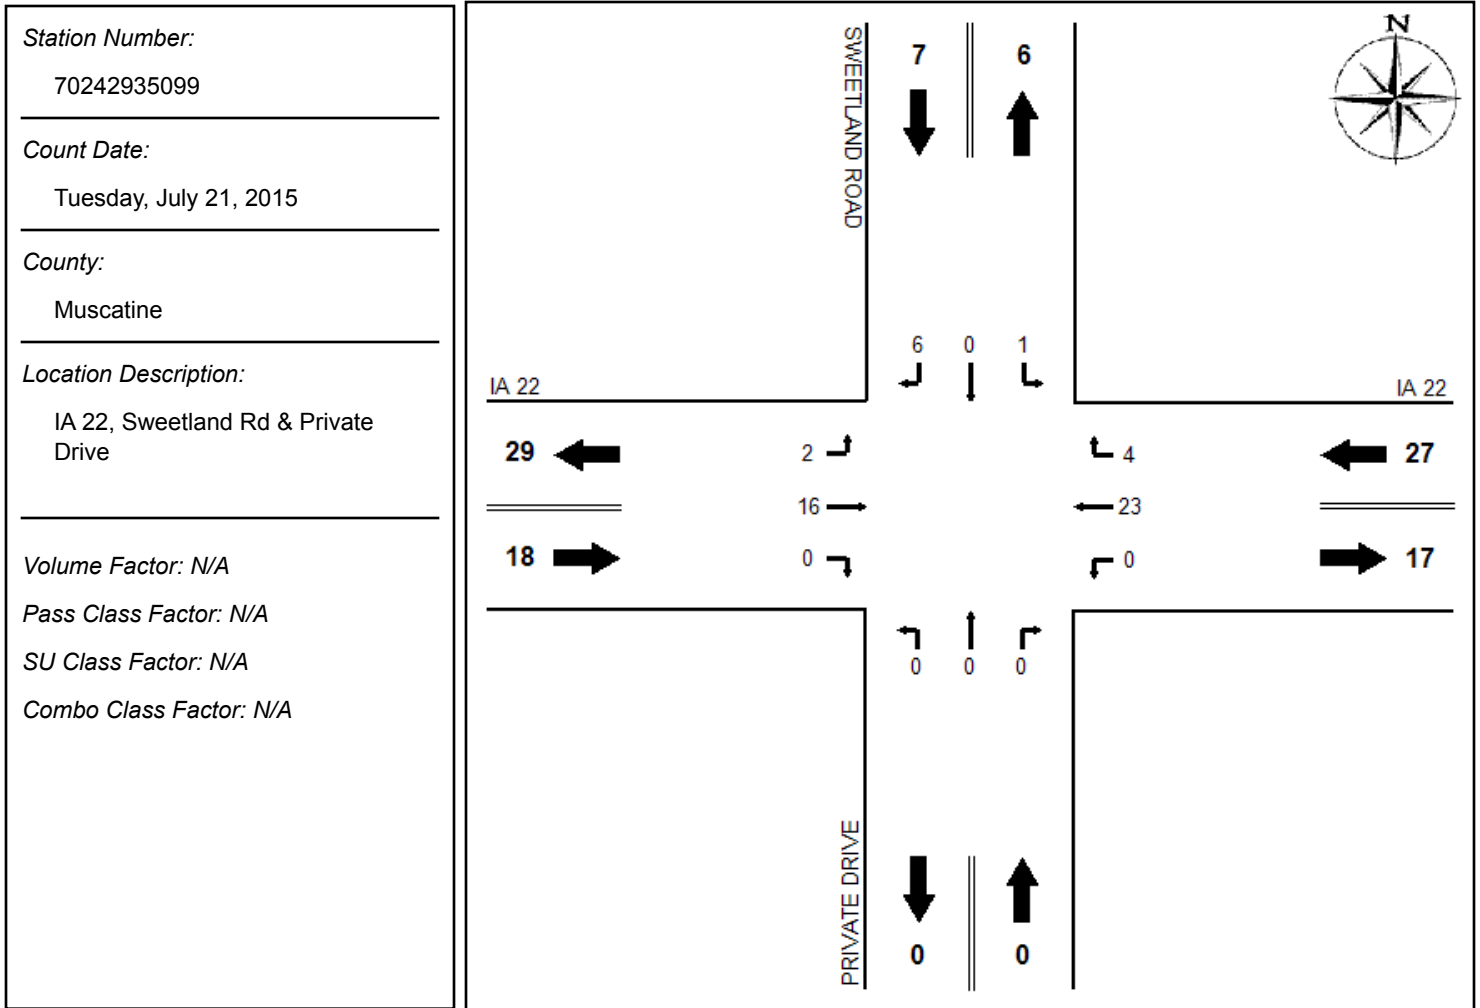 Station Number:
70242935099
Count Date:
Tuesday, July 21, 2015
County:
Muscatine
Location Description:
IA 22, Sweetland Rd & Private
Drive
Volume Factor: N/A
Pass Class Factor: N/A
SU Class Factor: N/A
Combo Class Factor: N/A
N
SWEETLAND ROAD
7 6
6 0 1
IA 22 IA 22
29 2 4 27
16 23
18 0 0 17
0 0 0
PRIVATE DRIVE
0 0